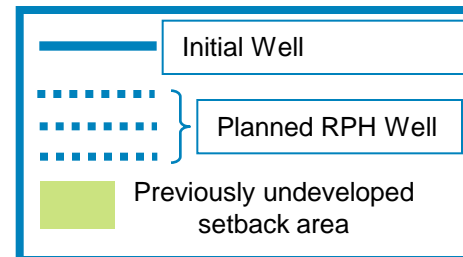 Initial Well
Planned RPH Well
Previously undeveloped
setback area